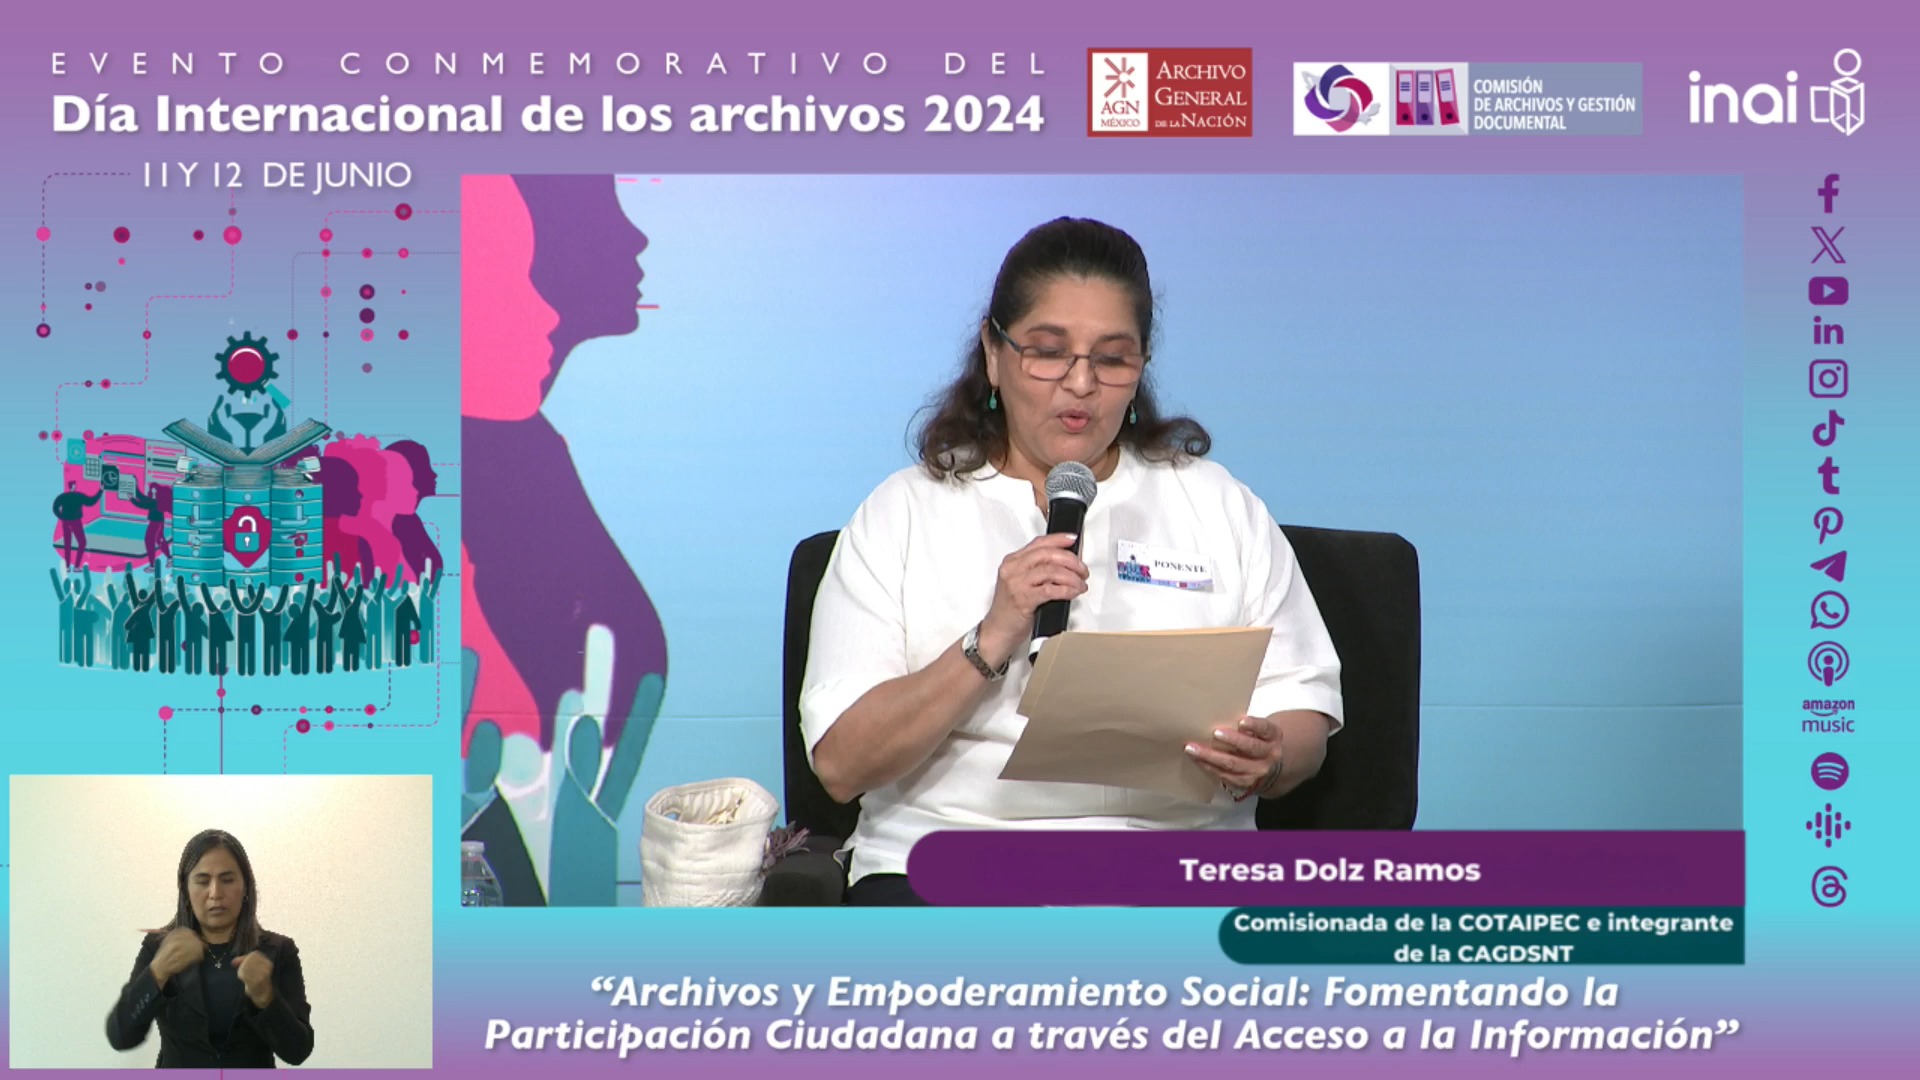 EVENTO CONMEMORATIVO DEL
Día Internacional de los archivos 2024
11 Y 12 DE JUNIO
AGN
MÉXICO
ARCHIVO
GENERAL
DE LA NACIÓN
COMISIÓN
DE ARCHIVOS Y GESTIÓN
DOCUMENTAL
inai
PONENTE
amazon
music
Teresa Dolz Ramos
Comisionada de la COTAIPEC e integrante
de la CAGDSNT
“Archivos y Empoderamiento Social: Fomentando la
Participación Ciudadana a través del Acceso a la Información”